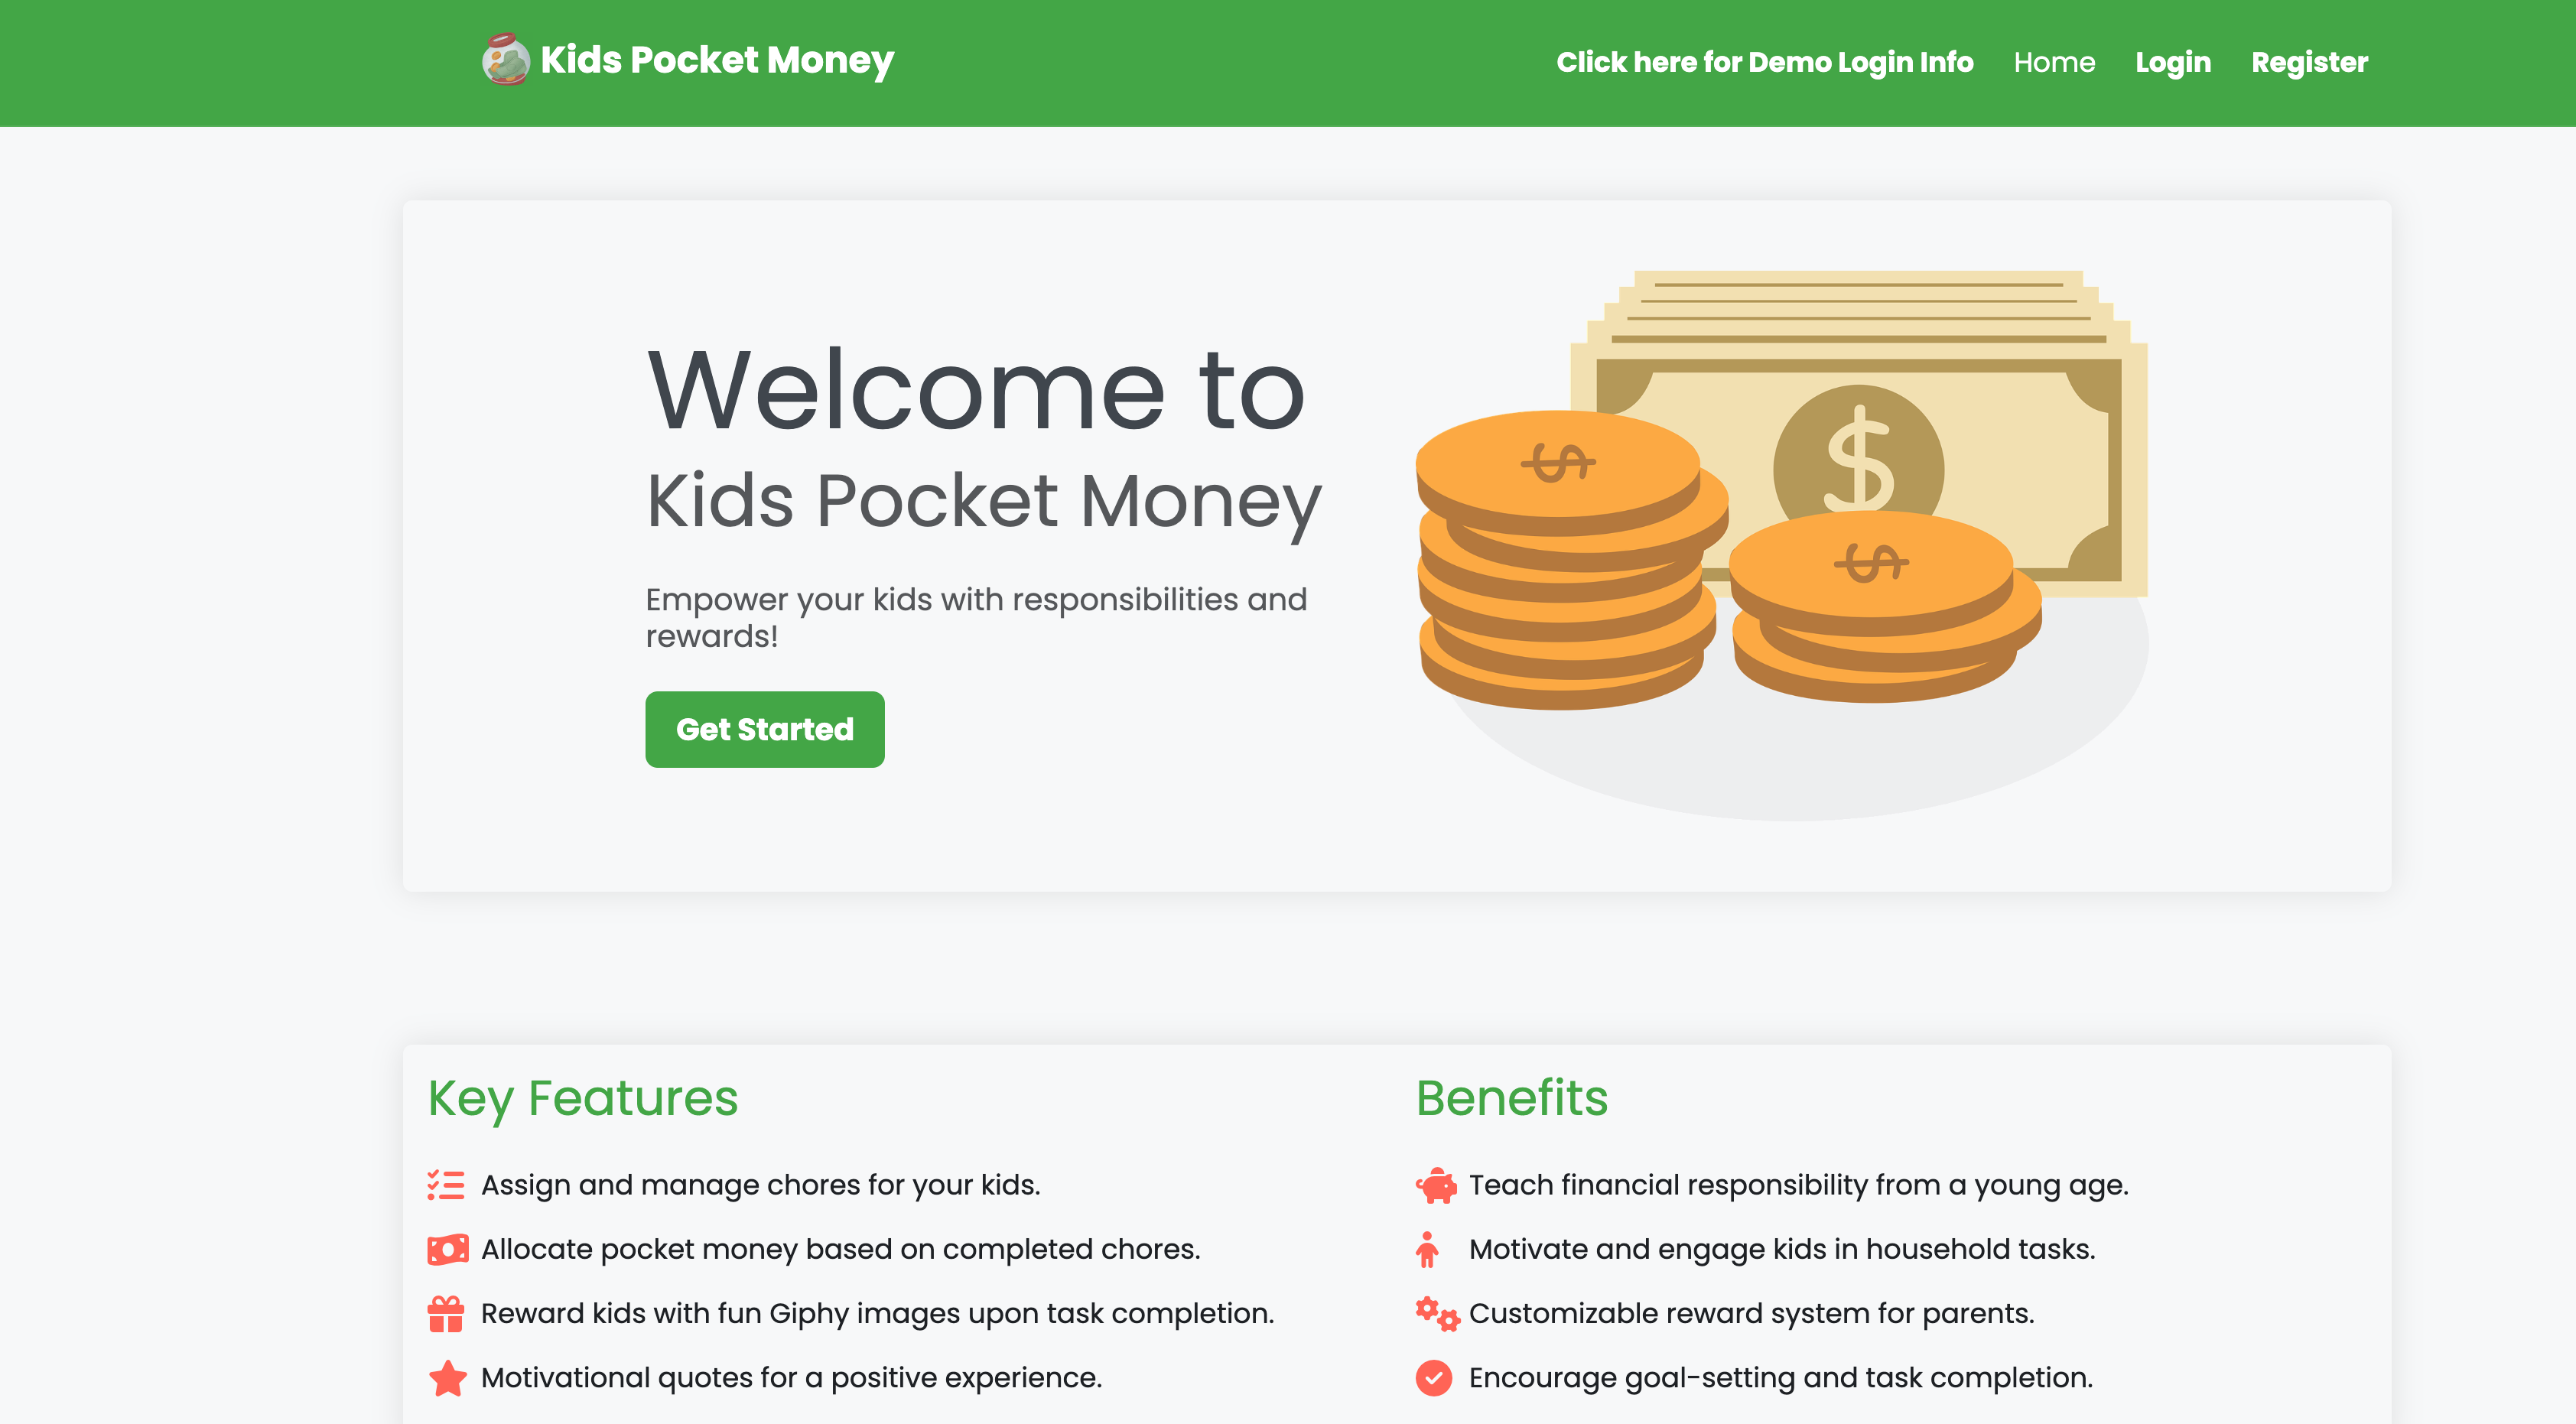 Kids Pocket Money
Click here for Demo Login Info
Home
Login
Register
Welcome to
Kids Pocket Money
Empower your kids with responsibilities and
rewards!
Get Started
$
$
$
Key Features
Assign and manage chores for your kids.
Allocate pocket money based on completed chores.
Reward kids with fun Giphy images upon task completion.
Motivational quotes for a positive experience.
Benefits
Teach financial responsibility from a young age.
Motivate and engage kids in household tasks.
Customizable reward system for parents.
Encourage goal-setting and task completion.